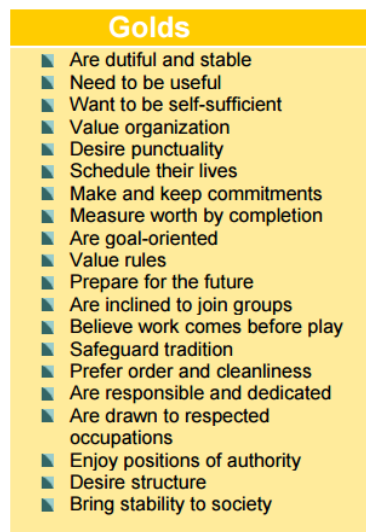 Golds
Are dutiful and stable
Need to be useful
Want to be self-sufficient
Value organization
Desire punctuality
Schedule their lives
Make and keep commitments
Measure worth by completion
Are goal-oriented
Value rules
Prepare for the future
Are inclined to join groups
Believe work comes before play
Safeguard tradition
Prefer order and cleanliness
Are responsible and dedicated
Are drawn to respected
occupations
Enjoy positions of authority
Desire structure
Bring stability to society